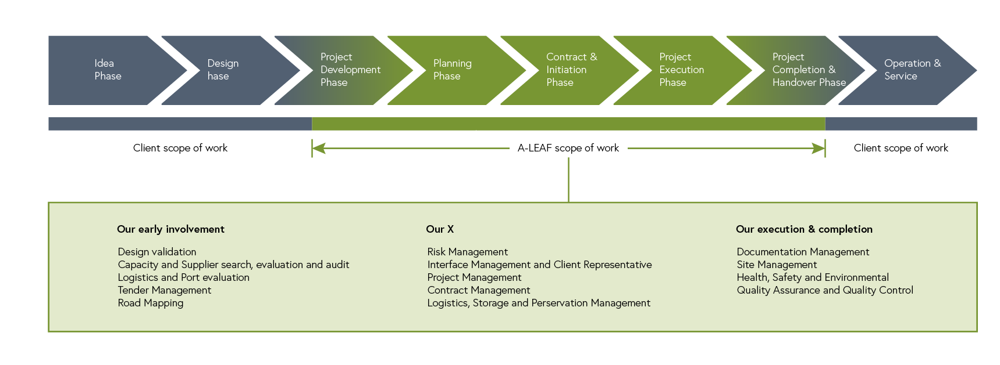 Idea
Phase
Design
hase
Project
Development
Phase
Planning
Phase
Contract &
Initiation
Phase
Project
Execution
Phase
Project
Completion &
Handover Phase
Operation &
Service
Client scope of work
A-LEAF scope of work
Client scope of work
Our early involvement
Design validation
Capacity and Supplier search, evaluation and audit
Logistics and Port evaluation
Tender Management
Road Mapping
Our X
Risk Management
Interface Management and Client Representative
Project Management
Contract Management
Logistics, Storage and Perservation Management
Our execution & completion
Documentation Management
Site Management
Health, Safety and Environmental
Quality Assurance and Quality Control